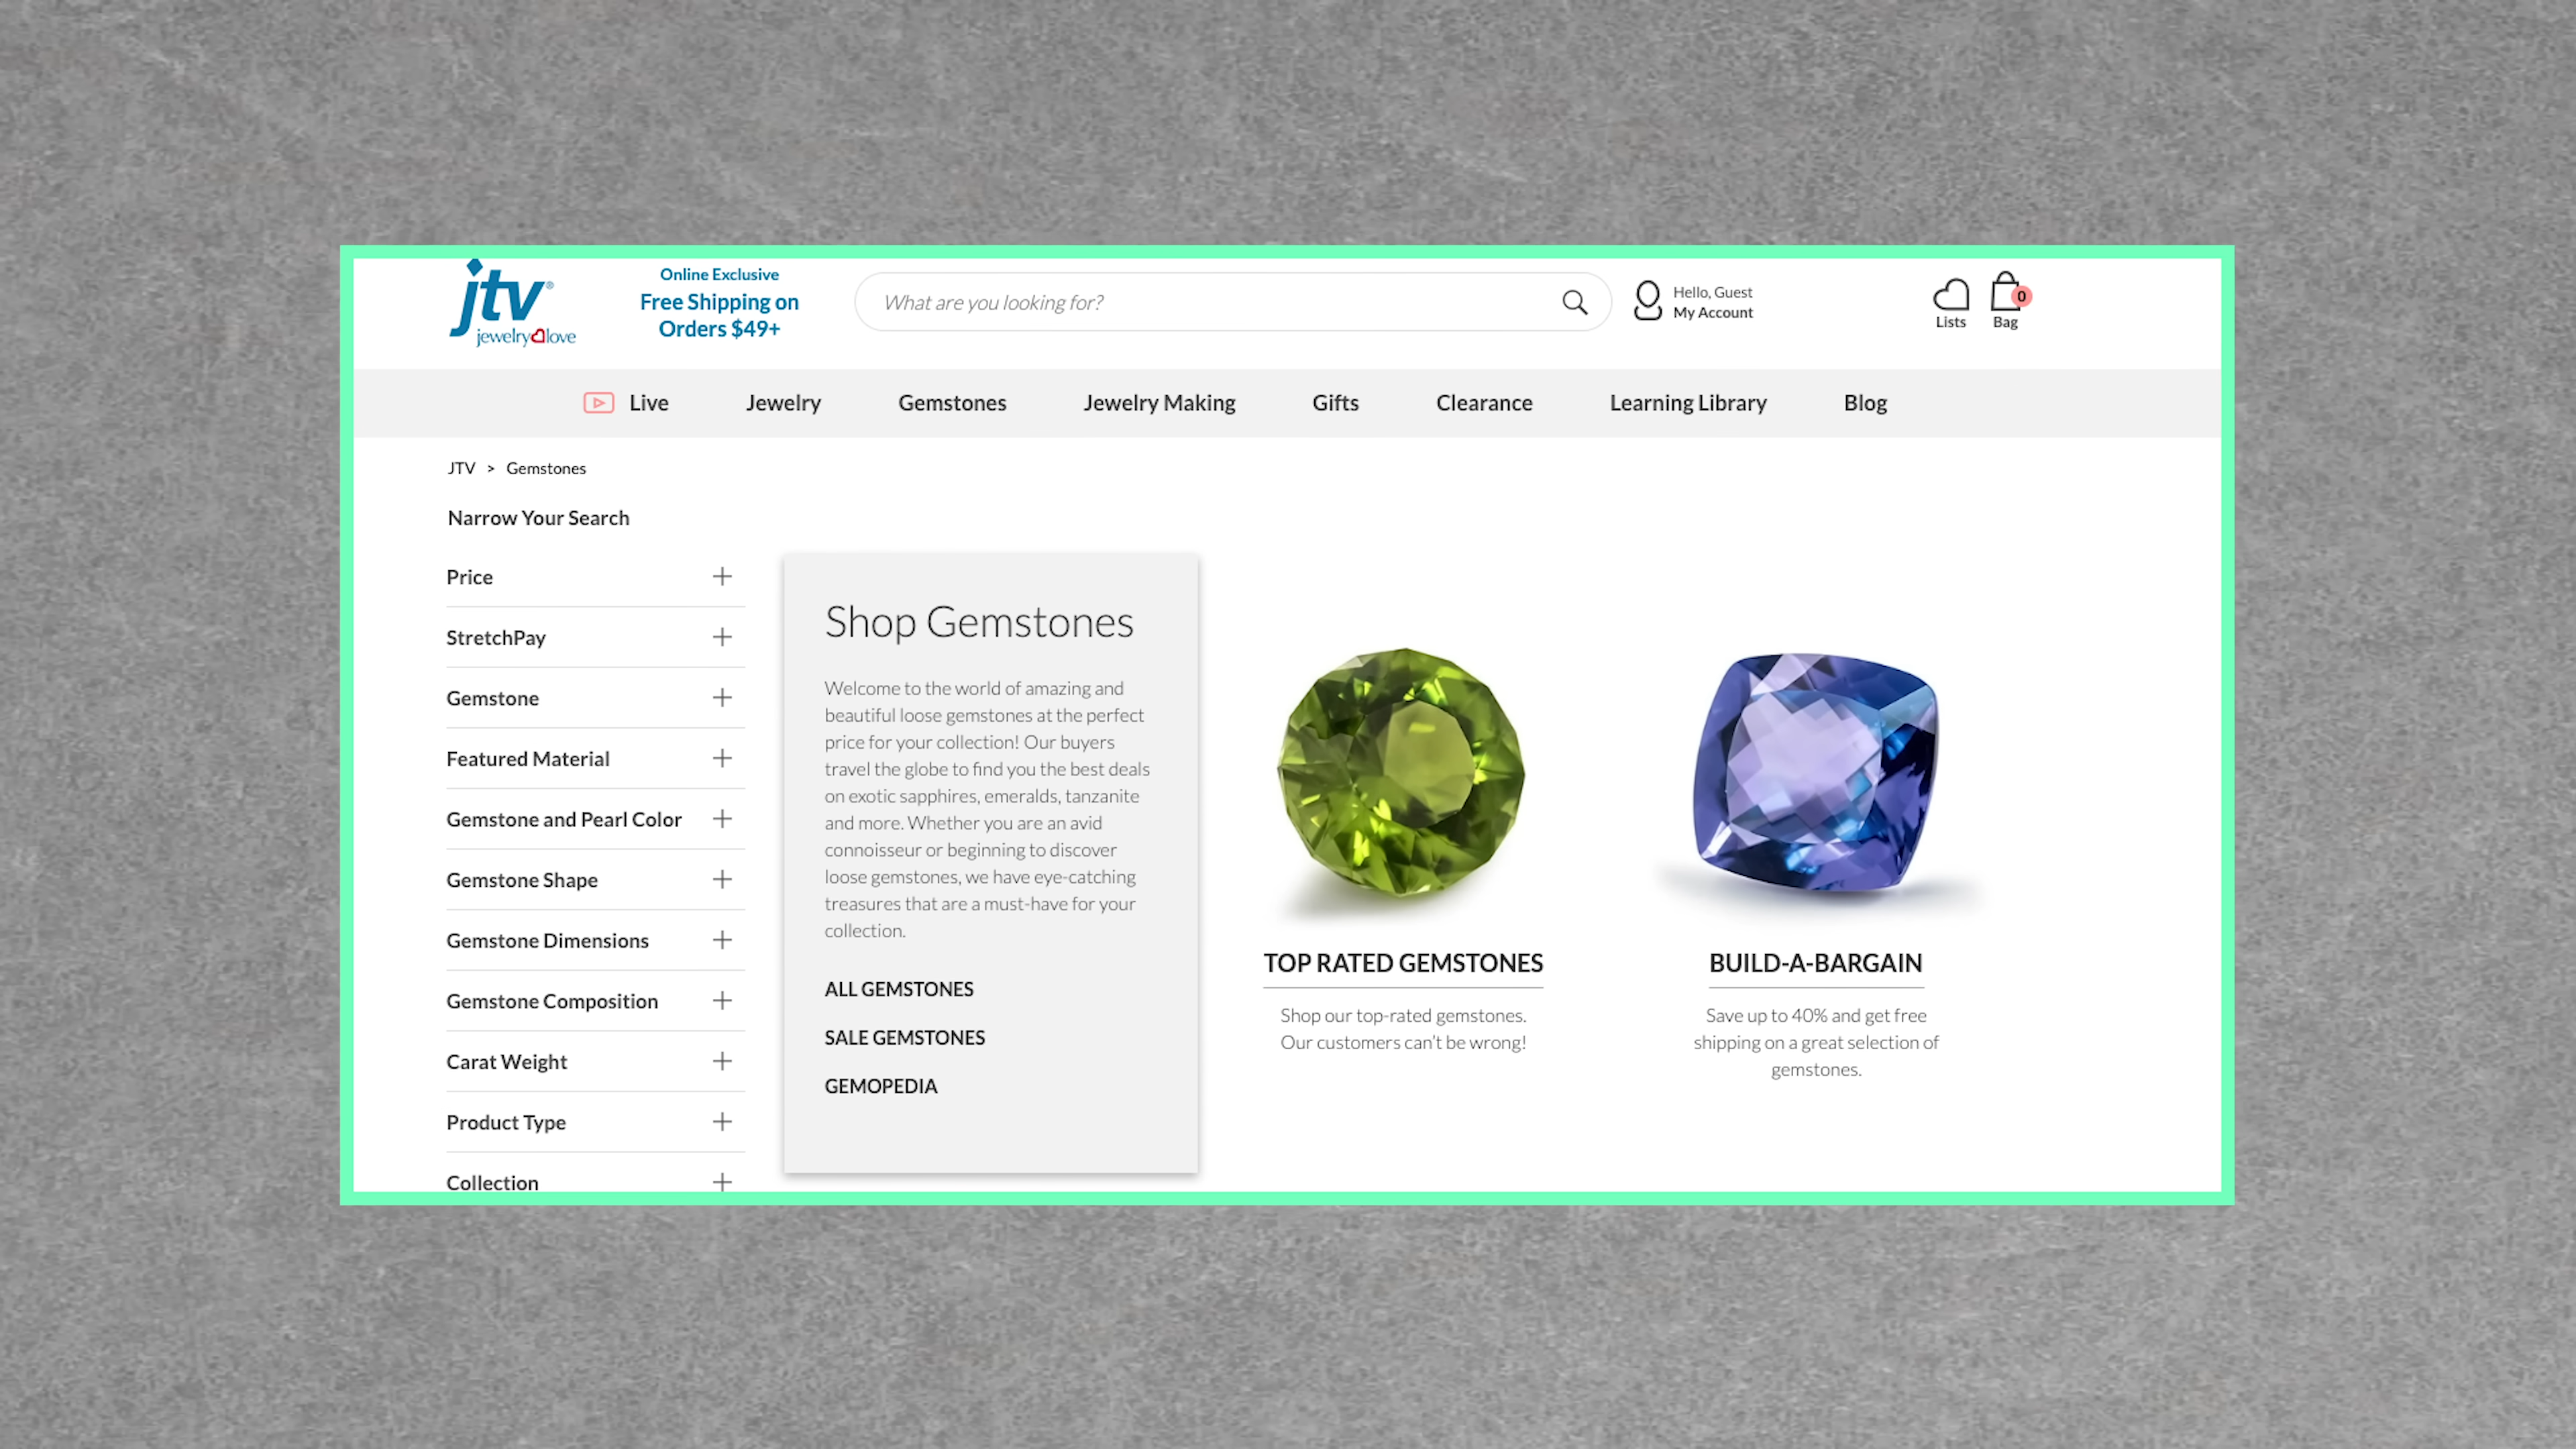 jtv®
jewelry love
Online Exclusive
Free Shipping on
Orders $49+
What are you looking for?
Hello, Guest
My Account
Lists
0
Bag
Live
Jewelry
Gemstones
Jewelry Making
Gifts
Clearance
Learning Library
Blog
JTV > Gemstones
Narrow Your Search
Price +
StretchPay +
Gemstone +
Featured Material +
Gemstone and Pearl Color +
Gemstone Shape +
Gemstone Dimensions +
Gemstone Composition +
Carat Weight +
Product Type +
Collection +
Shop Gemstones
Welcome to the world of amazing and
beautiful loose gemstones at the perfect
price for your collection! Our buyers
travel the globe to find you the best deals
on exotic sapphires, emeralds, tanzanite
and more. Whether you are an avid
connoisseur or beginning to discover
loose gemstones, we have eye-catching
treasures that are a must-have for your
collection.
ALL GEMSTONES
SALE GEMSTONES
GEMOPEDIA
TOP RATED GEMSTONES
Shop our top-rated gemstones.
Our customers can't be wrong!
BUILD-A-BARGAIN
Save up to 40% and get free
shipping on a great selection of
gemstones.